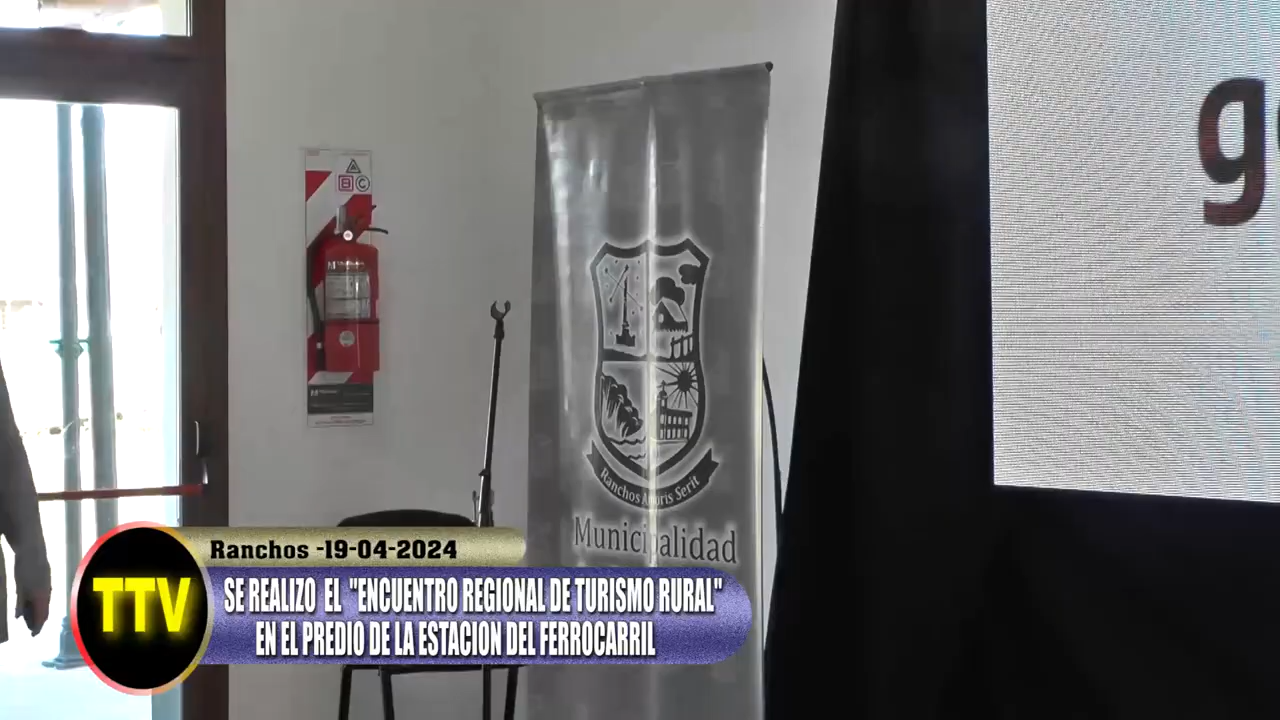 B C
g
Ranchos Amoris Serit
Municipalidad
Ranchos -19-04-2024
TTV
SE REALIZO EL "ENCUENTRO REGIONAL DE TURISMO RURAL"
EN EL PREDIO DE LA ESTACION DEL FERROCARRIL